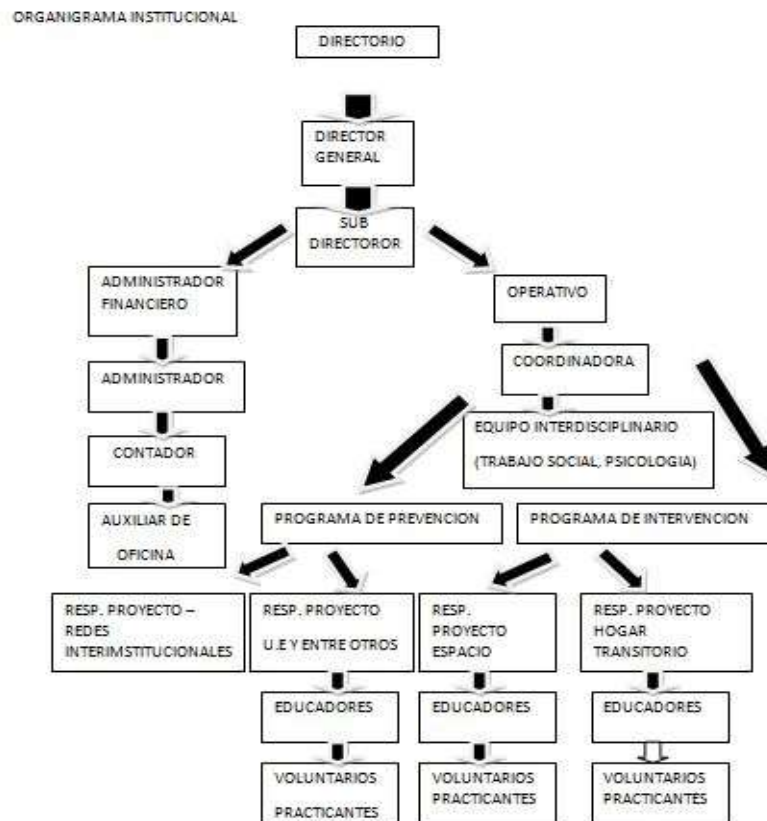 ORGANIGRAMA INSTITUCIONAL
DIRECTORIO
DIRECTOR
GENERAL
SUB
DIRECTOROR
ADMINISTRADOR
FINANCIERO
OPERATIVO
ADMINISTRADOR
COORDINADORA
CONTADOR
EQUIPO INTERDISCIPLINARIO
(TRABAJO SOCIAL, PSICOLOGIA)
AUXILIAR DE
OFICINA
PROGRAMA DE PREVENCION
PROGRAMA DE INTERVENCION
RESP. PROYECTO –
REDES
INTERIMSTITUCIONALES
RESP. PROYECTO
U.E Y ENTRE OTROS
RESP.
PROYECTO
ESPACIO
RESP. PROYECTO
HOGAR
TRANSITORIO
EDUCADORES
EDUCADORES
EDUCADORES
VOLUNTARIOS
PRACTICANTES
VOLUNTARIOS
PRACTICANTES
VOLUNTARIOS
PRACTICANTES